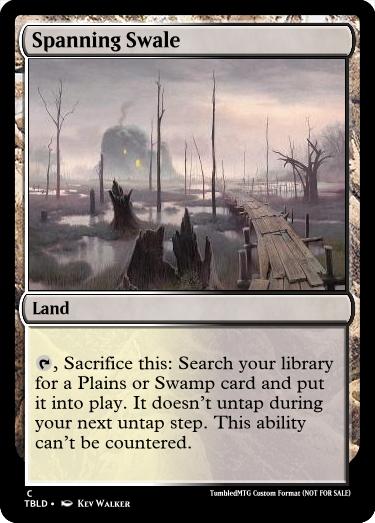 Spanning Swale
Land
, Sacrifice this: Search your library
for a Plains or Swamp card and put
it into play. It doesn't untap during
your next untap step. This ability
can't be countered.
C
TBLD • Kev Walker
TumbledMTG Custom Format (NOT FOR SALE)